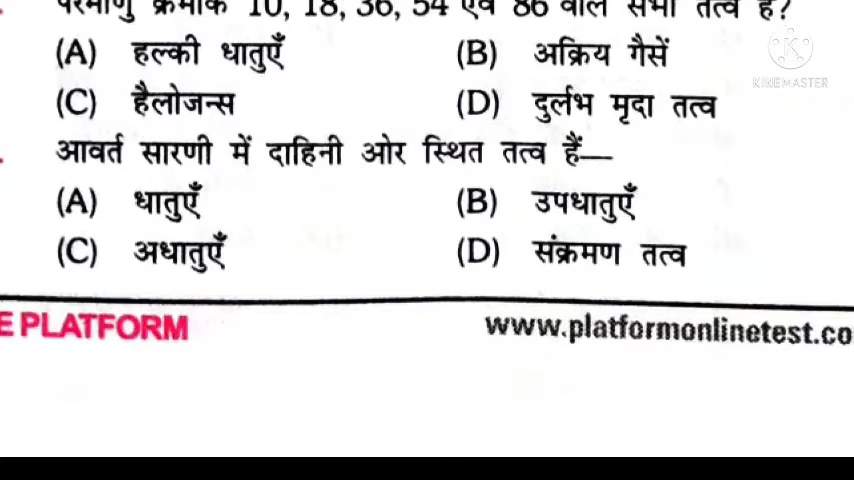 परमाणु क्रमांक 10, 18, 36, 54 एवं 86 वाले सभी तत्व हैं?
(A) हल्की धातुएँ (B) अक्रिय गैसें
KINEMASTER
(C) हैलोजन्स (D) दुर्लभ मृदा तत्व
आवर्त सारणी में दाहिनी ओर स्थित तत्व हैं—
(A) धातुएँ (B) उपधातुएँ
(C) अधातुएँ (D) संक्रमण तत्व
E PLATFORM www.platformonlinetest.co